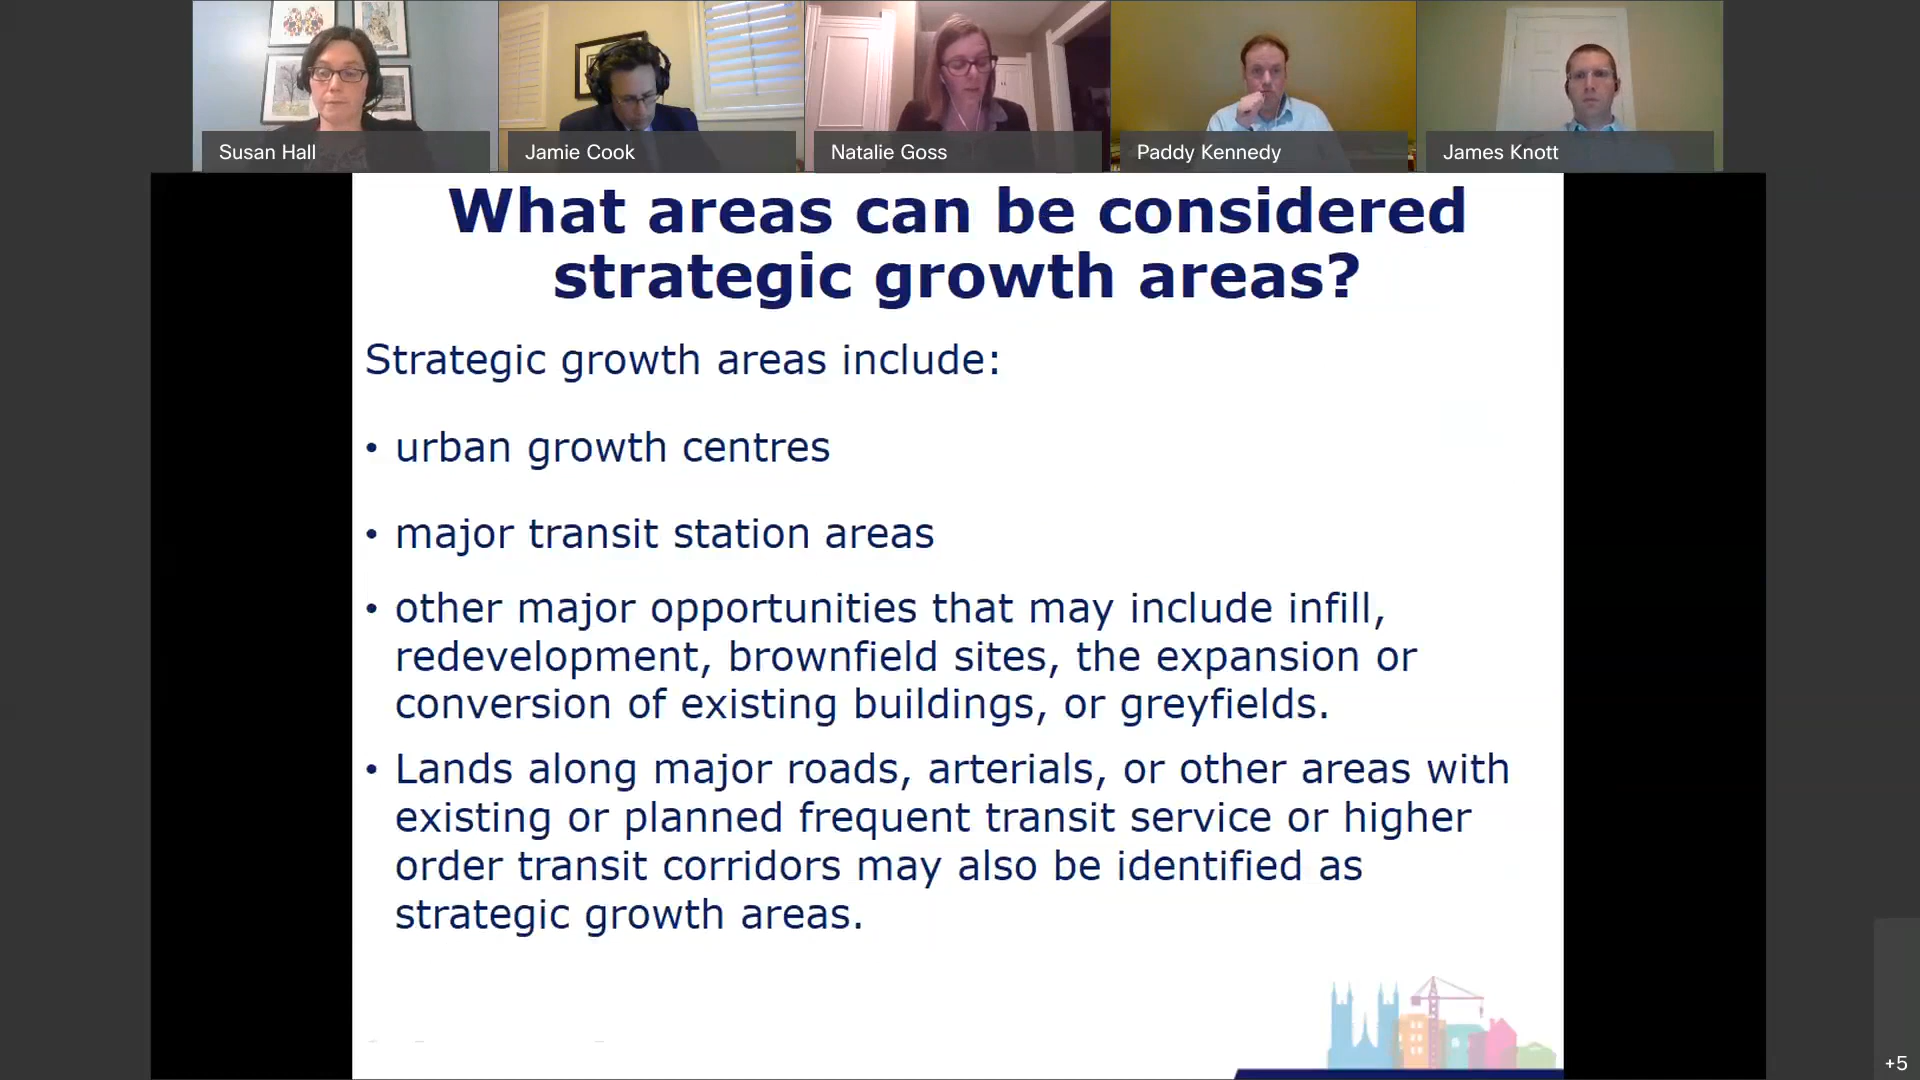 Susan Hall
Jamie Cook
Natalie Goss
Paddy Kennedy
James Knott
What areas can be considered
strategic growth areas?
Strategic growth areas include:
• urban growth centres
• major transit station areas
• other major opportunities that may include infill,
redevelopment, brownfield sites, the expansion or
conversion of existing buildings, or greyfields.
• Lands along major roads, arterials, or other areas with
existing or planned frequent transit service or higher
order transit corridors may also be identified as
strategic growth areas.
+5